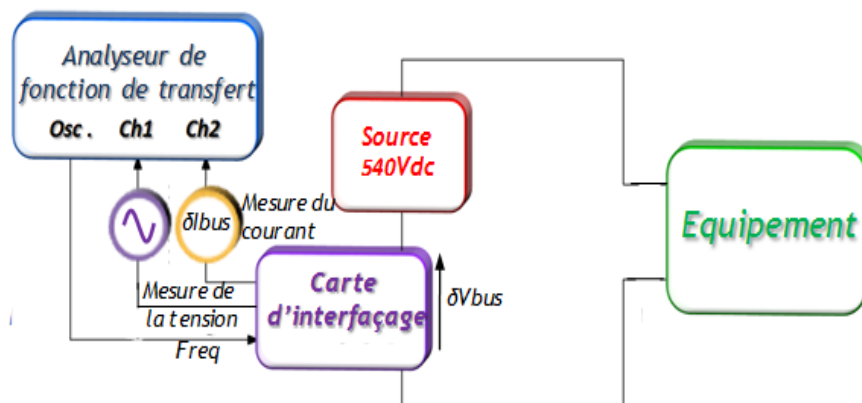 Analyseur de
fonction de transfert
Osc. Ch1 Ch2
Source
540Vdc
δIbus
Mesure du
courant
Equipement
Carte
d'interfaçage
δVbus
Mesure de
la tension
Freq